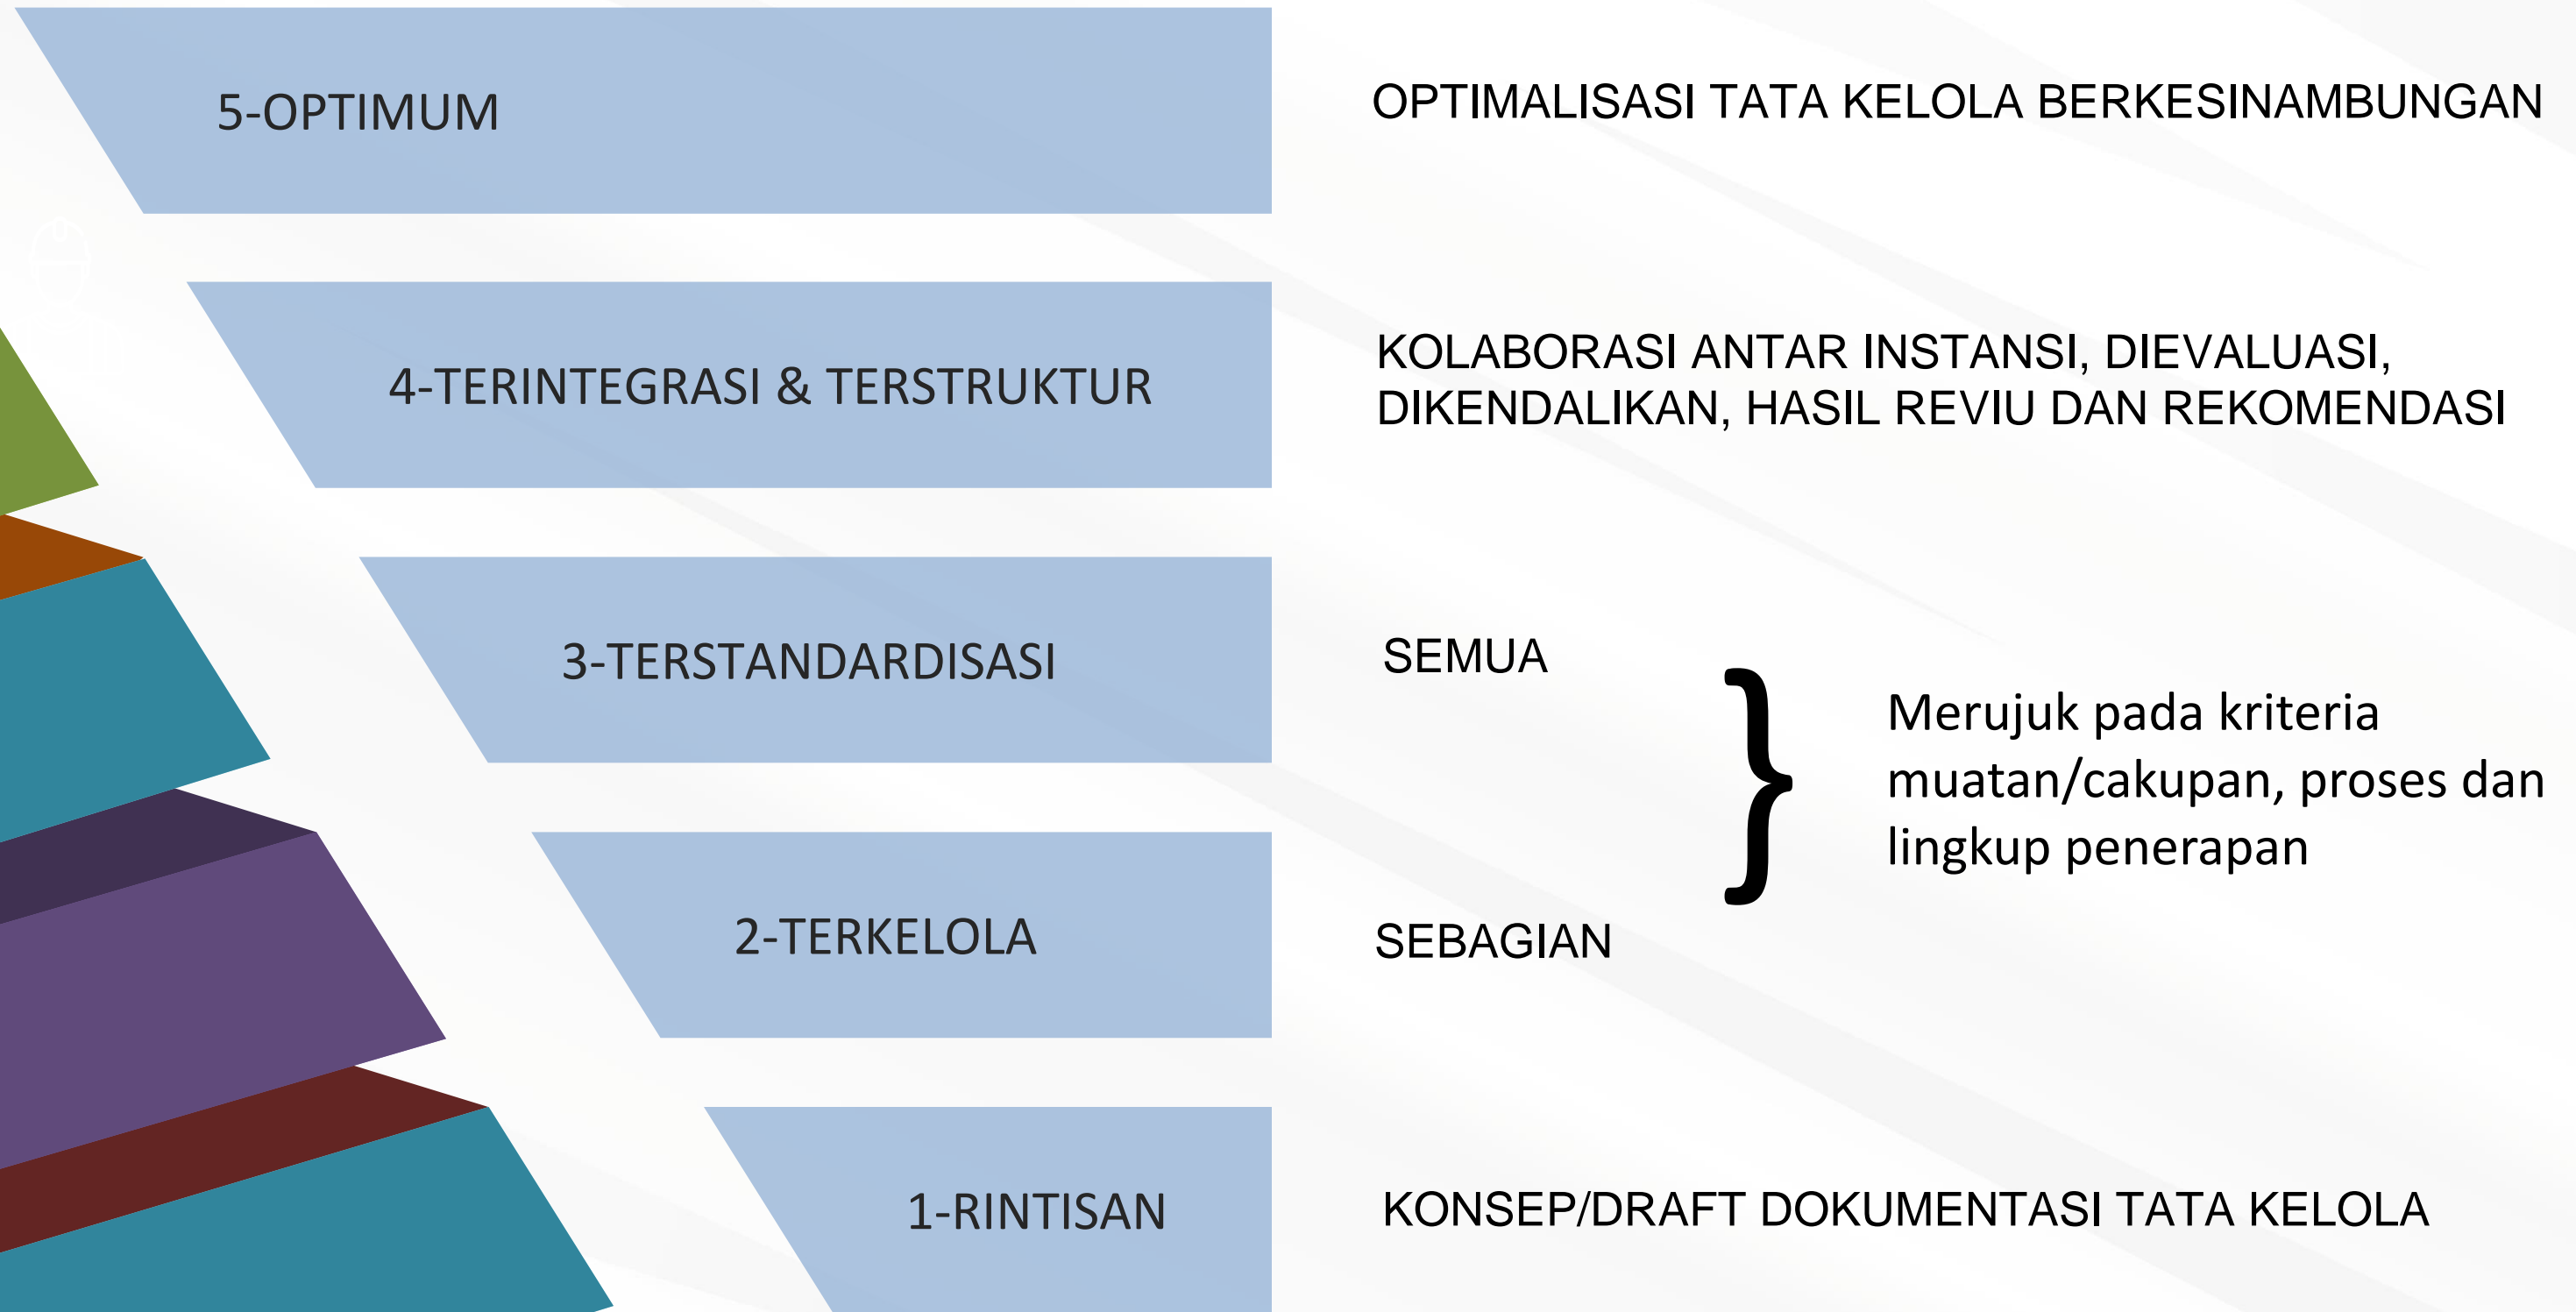 5-OPTIMUM
OPTIMALISASI TATA KELOLA BERKESINAMBUNGAN
4-TERINTEGRASI & TERSTRUKTUR
KOLABORASI ANTAR INSTANSI, DIEVALUASI,
DIKENDALIKAN, HASIL REVIU DAN REKOMENDASI
3-TERSTANDARDISASI
SEMUA
Merujuk pada kriteria
muatan/cakupan, proses dan
lingkup penerapan
2-TERKELOLA
SEBAGIAN
1-RINTISAN
KONSEP/DRAFT DOKUMENTASI TATA KELOLA